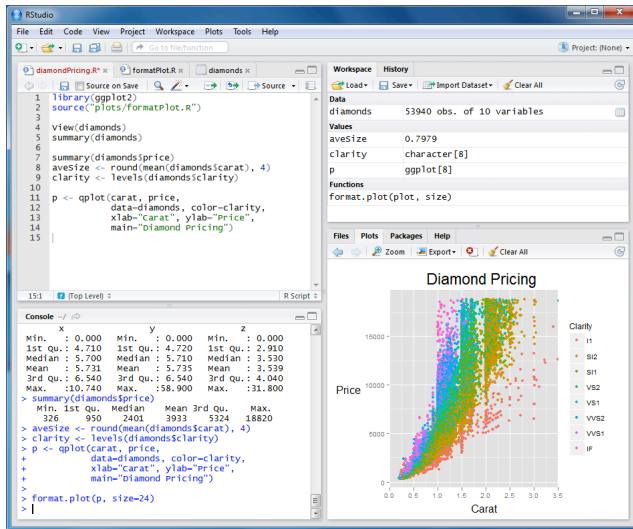 RStudio
File Edit Code View Project Workspace Plots Tools Help
Go to file/function
Project: (None)
diamondPricing.R*
formatPlot.R
diamonds
Source on Save
Source
1 library(ggplot2)
2 source("plots/formatPlot.R")
3
4 View(diamonds)
5 summary(diamonds)
6
7 summary(diamonds$price)
8 aveSize <- round(mean(diamonds$carat), 4)
9 clarity <- levels(diamonds$clarity)
10
11 p <- qplot(carat, price,
12 data=diamonds, color=clarity,
13 xlab="Carat", ylab="Price",
14 main="Diamond Pricing")
15
15:1 (Top Level) R Script
Console ~/
x y z
Min. : 0.000 Min. : 0.000 Min. : 0.000
1st Qu.: 4.710 1st Qu.: 4.720 1st Qu.: 2.910
Median : 5.700 Median : 5.710 Median : 3.530
Mean : 5.731 Mean : 5.735 Mean : 3.539
3rd Qu.: 6.540 3rd Qu.: 6.540 3rd Qu.: 4.040
Max. :10.740 Max. :58.900 Max. :31.800
> summary(diamonds$price)
Min. 1st Qu. Median Mean 3rd Qu. Max.
326 950 2401 3933 5324 18820
> aveSize <- round(mean(diamonds$carat), 4)
> clarity <- levels(diamonds$clarity)
> p <- qplot(carat, price,
+ data=diamonds, color=clarity,
+ xlab="Carat", ylab="Price",
+ main="Diamond Pricing")
>
> format.plot(p, size=24)
>
Workspace History
Load Save Import Dataset Clear All
Data
diamonds 53940 obs. of 10 variables
Values
aveSize 0.7979
clarity character[8]
p ggplot[8]
Functions
format.plot(plot, size)
Files Plots Packages Help
Zoom Export Clear All
Diamond Pricing
Price
15000
10000
5000
0
0.0 0.5 1.0 1.5 2.0 2.5 3.0 3.5
Carat
Clarity
I1
SI2
SI1
VS2
VS1
VVS2
VVS1
IF